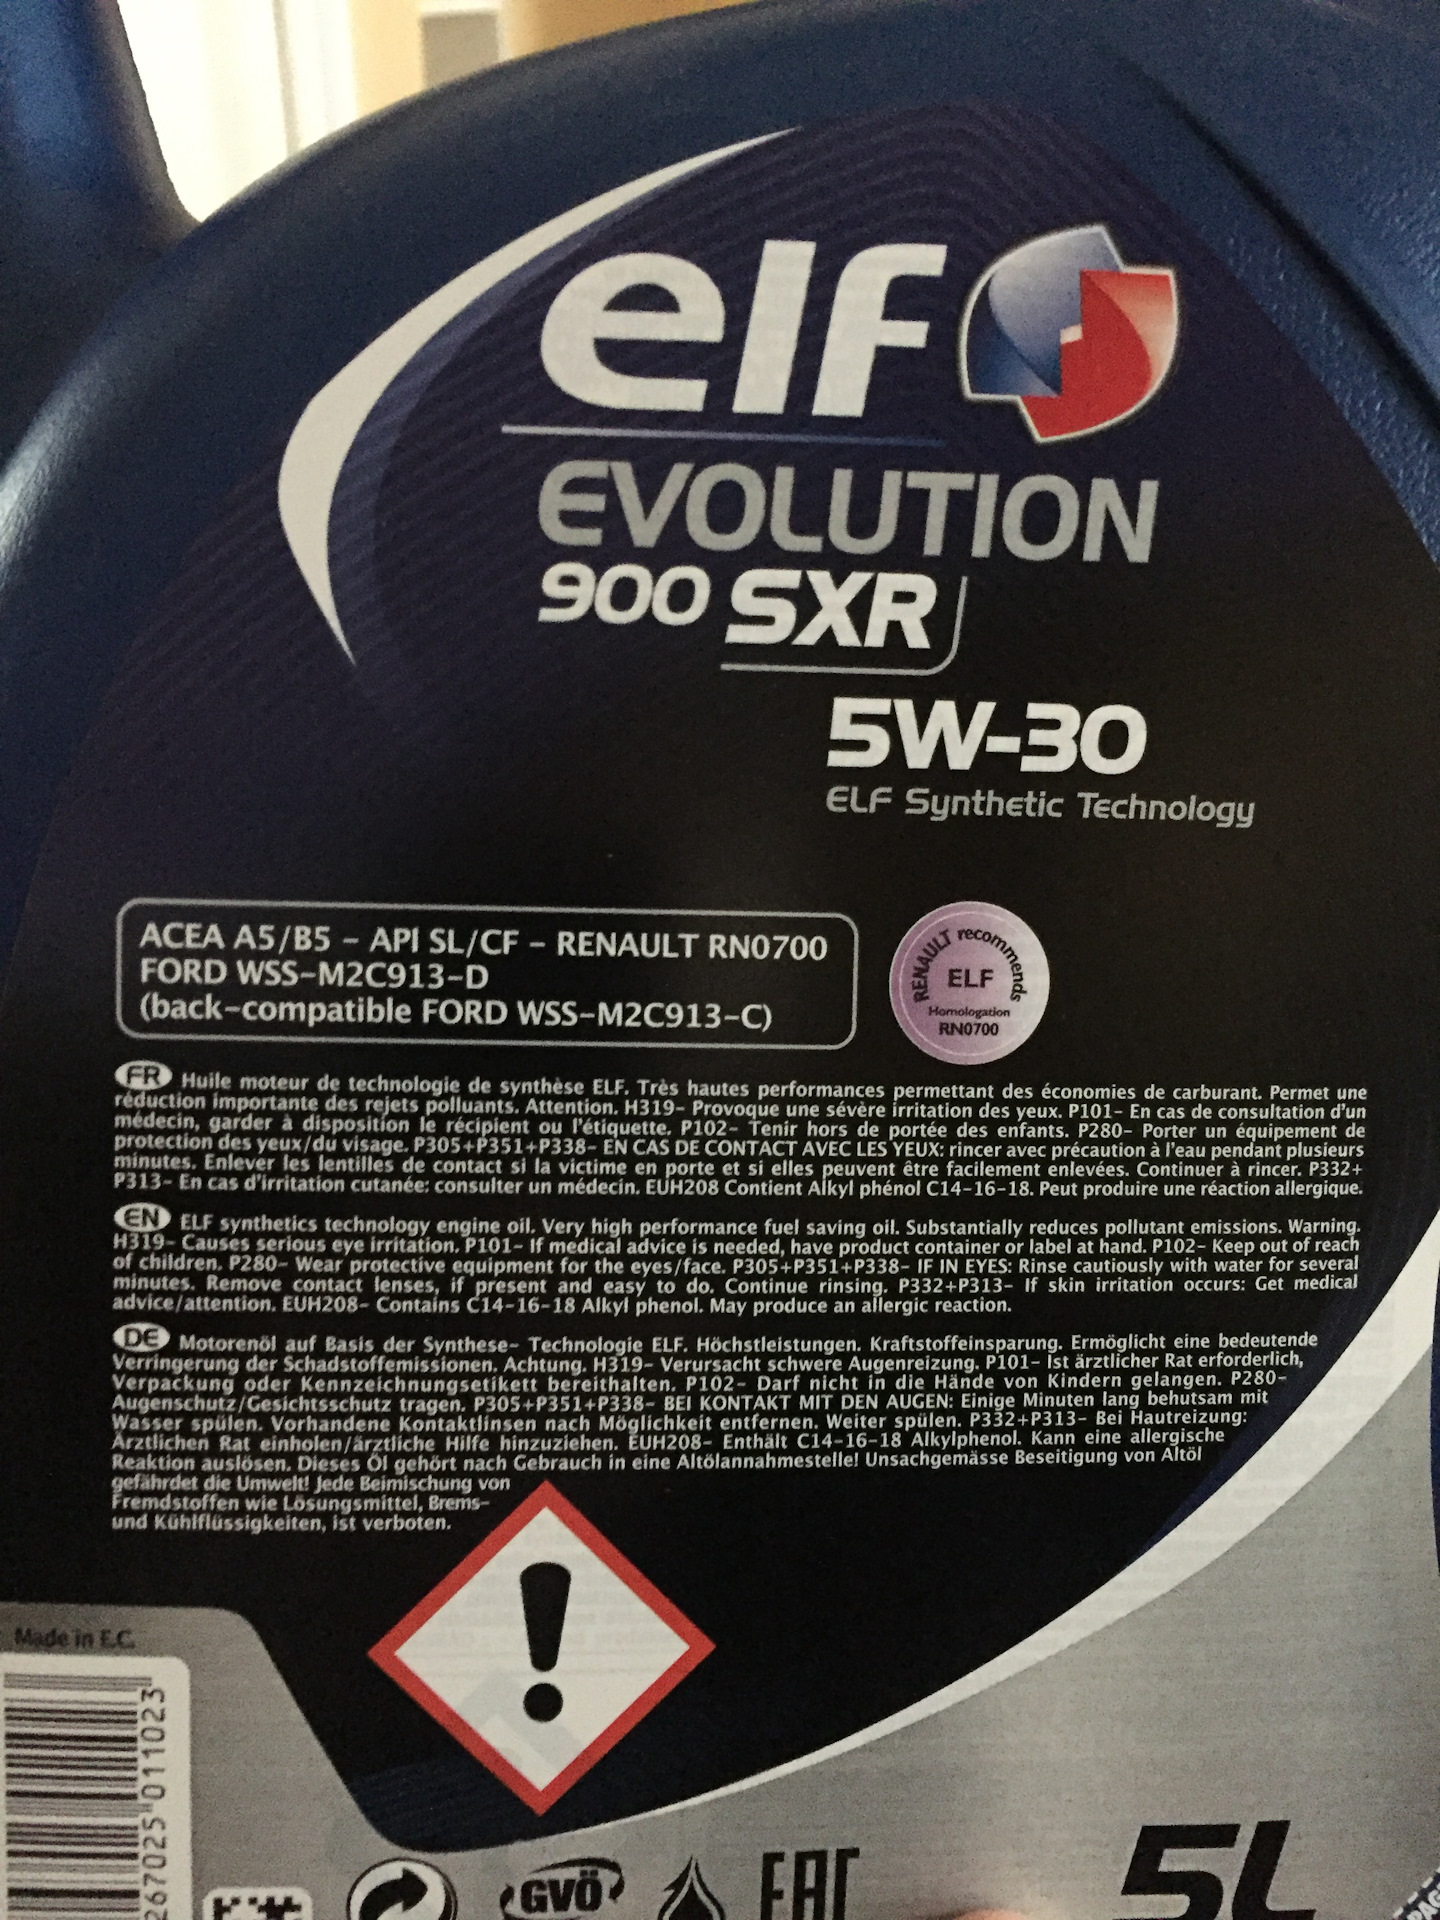 elf
EVOLUTION
900 SXR
5W-30
ELF Synthetic Technology
ACEA A5/B5 - API SL/CF - RENAULT RN0700
FORD WSS-M2C913-D
(back-compatible FORD WSS-M2C913-C)
RENAULT recommends
ELF
Homologation
RN0700
FR Huile moteur de technologie de synthèse ELF. Très hautes performances permettant des économies de carburant. Permet une
réduction importante des rejets polluants. Attention. H319- Provoque une sévère irritation des yeux. P101- En cas de consultation d'un
médecin, garder à disposition le récipient ou l'étiquette. P102- Tenir hors de portée des enfants. P280- Porter un équipement de
protection des yeux/du visage. P305+P351+P338- EN CAS DE CONTACT AVEC LES YEUX: rincer avec précaution à l'eau pendant plusieurs
minutes. Enlever les lentilles de contact si la victime en porte et si elles peuvent être facilement enlevées. Continuer à rincer. P332+
P313- En cas d'irritation cutanée: consulter un médecin. EUH208 Contient Alkyl phénol C14-16-18. Peut produire une réaction allergique.
EN ELF synthetics technology engine oil. Very high performance fuel saving oil. Substantially reduces pollutant emissions. Warning.
H319- Causes serious eye irritation. P101- If medical advice is needed, have product container or label at hand. P102- Keep out of reach
of children. P280- Wear protective equipment for the eyes/face. P305+P351+P338- IF IN EYES: Rinse cautiously with water for several
minutes. Remove contact lenses, if present and easy to do. Continue rinsing. P332+P313- If skin irritation occurs: Get medical
advice/attention. EUH208- Contains C14-16-18 Alkyl phenol. May produce an allergic reaction.
DE Motorenöl auf Basis der Synthese- Technologie ELF. Höchstleistungen. Kraftstoffeinsparung. Ermöglicht eine bedeutende
Verringerung der Schadstoffemissionen. Achtung. H319- Verursacht schwere Augenreizung. P101- Ist ärztlicher Rat erforderlich,
Verpackung oder Kennzeichnungsetikett bereithalten. P102- Darf nicht in die Hände von Kindern gelangen. P280-
Augenschutz/Gesichtsschutz tragen. P305+P351+P338- BEI KONTAKT MIT DEN AUGEN: Einige Minuten lang behutsam mit
Wasser spülen. Vorhandene Kontaktlinsen nach Möglichkeit entfernen. Weiter spülen. P332+P313- Bei Hautreizung:
Ärztlichen Rat einholen/ärztliche Hilfe hinzuziehen. EUH208- Enthält C14-16-18 Alkylphenol. Kann eine allergische
Reaktion auslösen. Dieses Öl gehört nach Gebrauch in eine Altölannahmestelle! Unsachgemässe Beseitigung von Altöl
gefährdet die Umwelt! Jede Beimischung von
Fremdstoffen wie Lösungsmittel, Brems-
und Kühlflüssigkeiten, ist verboten.
Made in E.C.
267025 011023
GVÖ
EAC
5L